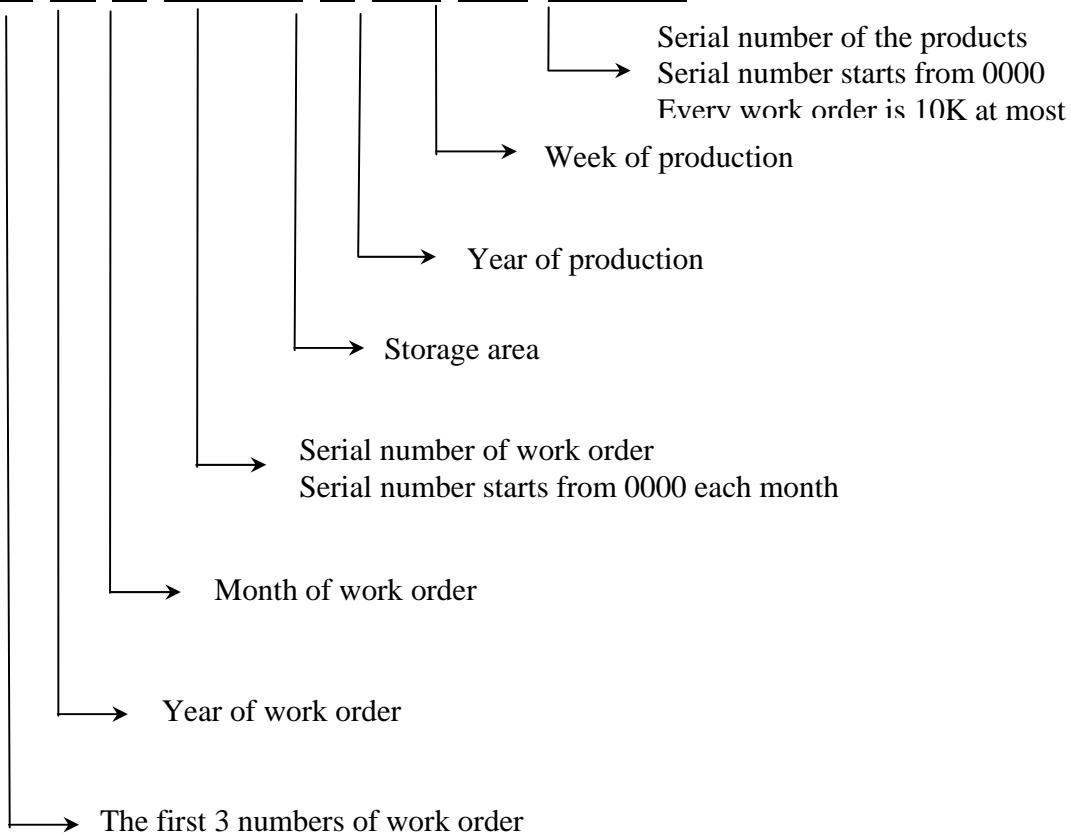 Serial number of the products
Serial number starts from 0000
Every work order is 10K at most
Week of production
Year of production
Storage area
Serial number of work order
Serial number starts from 0000 each month
Month of work order
Year of work order
The first 3 numbers of work order